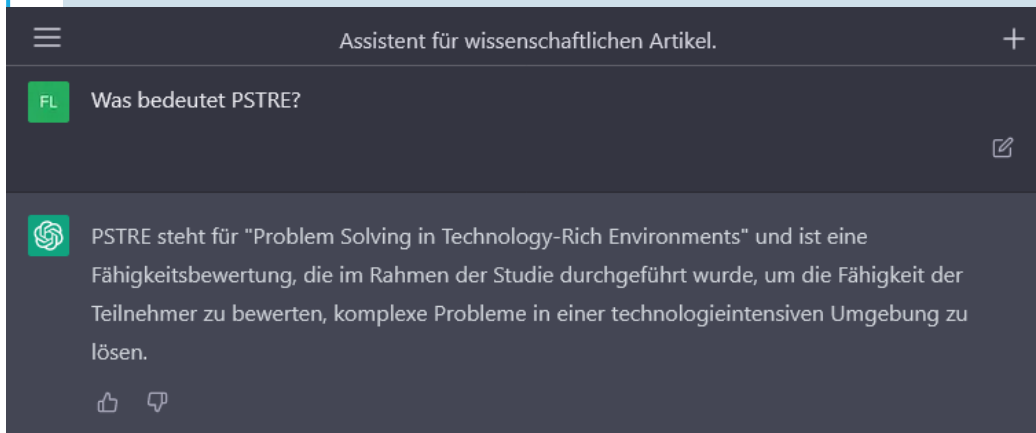 Assistent für wissenschaftlichen Artikel.
FL
Was bedeutet PSTRE?
PSTRE steht für "Problem Solving in Technology-Rich Environments" und ist eine
Fähigkeitsbewertung, die im Rahmen der Studie durchgeführt wurde, um die Fähigkeit der
Teilnehmer zu bewerten, komplexe Probleme in einer technologieintensiven Umgebung zu
lösen.